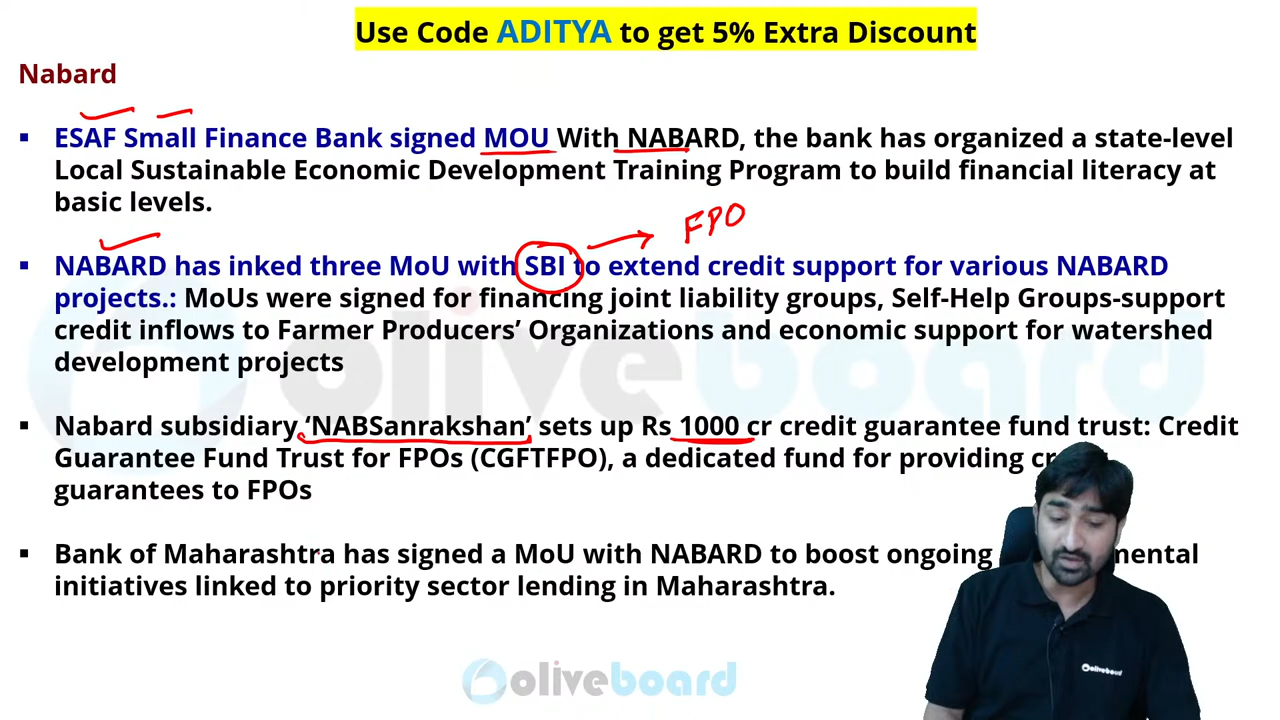 Use Code ADITYA to get 5% Extra Discount
Nabard
▪ ESAF Small Finance Bank signed MOU With NABARD, the bank has organized a state-level
Local Sustainable Economic Development Training Program to build financial literacy at
basic levels.
FPO
▪ NABARD has inked three MoU with SBI to extend credit support for various NABARD
projects.: MoUs were signed for financing joint liability groups, Self-Help Groups-support
credit inflows to Farmer Producers’ Organizations and economic support for watershed
development projects
▪ Nabard subsidiary ‘NABSanrakshan’ sets up Rs 1000 cr credit guarantee fund trust: Credit
Guarantee Fund Trust for FPOs (CGFTFPO), a dedicated fund for providing
guarantees to FPOs
▪ Bank of Maharashtra has signed a MoU with NABARD to boost ongoing
initiatives linked to priority sector lending in Maharashtra.
oliveboard
oliveboard
oliveboard